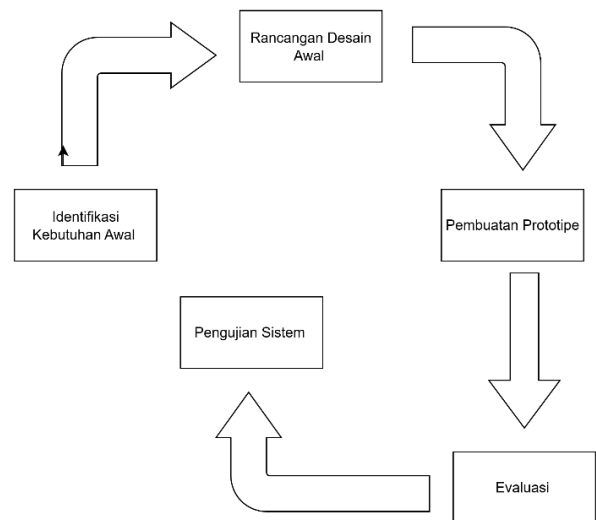 Rancangan Desain
Awal
Identifikasi
Kebutuhan Awal
Pembuatan Prototipe
Pengujian Sistem
Evaluasi